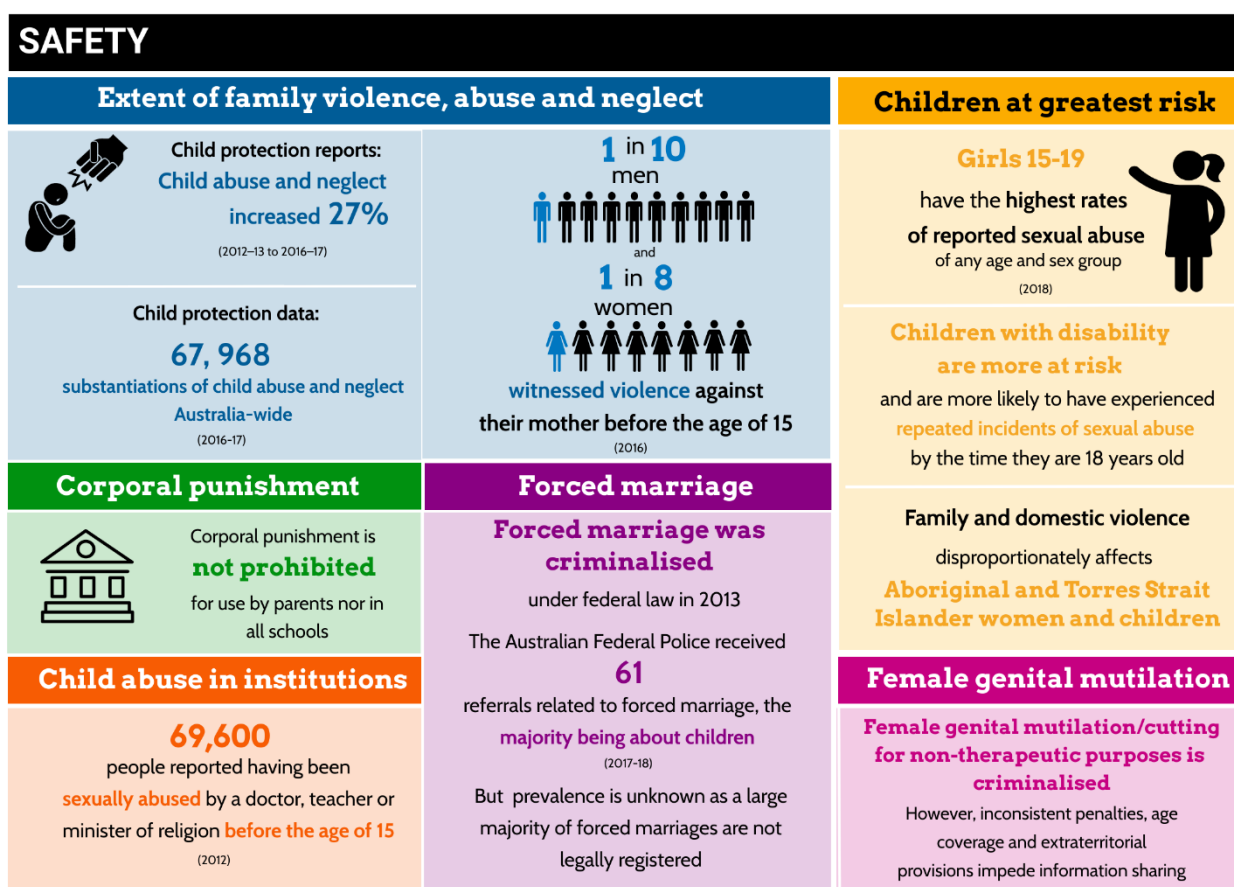 SAFETY
Extent of family violence, abuse and neglect
Child protection reports:
Child abuse and neglect
increased 27%
(2012–13 to 2016–17)
Child protection data:
67, 968
substantiations of child abuse and neglect
Australia-wide
(2016-17)
1 in 10
men
and
1 in 8
women
witnessed violence against
their mother before the age of 15
(2016)
Children at greatest risk
Girls 15-19
have the highest rates
of reported sexual abuse
of any age and sex group
(2018)
Children with disability
are more at risk
and are more likely to have experienced
repeated incidents of sexual abuse
by the time they are 18 years old
Family and domestic violence
disproportionately affects
Aboriginal and Torres Strait
Islander women and children
Corporal punishment
Corporal punishment is
not prohibited
for use by parents nor in
all schools
Forced marriage
Forced marriage was
criminalised
under federal law in 2013
The Australian Federal Police received
61
referrals related to forced marriage, the
majority being about children
(2017-18)
But prevalence is unknown as a large
majority of forced marriages are not
legally registered
Child abuse in institutions
69,600
people reported having been
sexually abused by a doctor, teacher or
minister of religion before the age of 15
(2012)
Female genital mutilation
Female genital mutilation/cutting
for non-therapeutic purposes is
criminalised
However, inconsistent penalties, age
coverage and extraterritorial
provisions impede information sharing